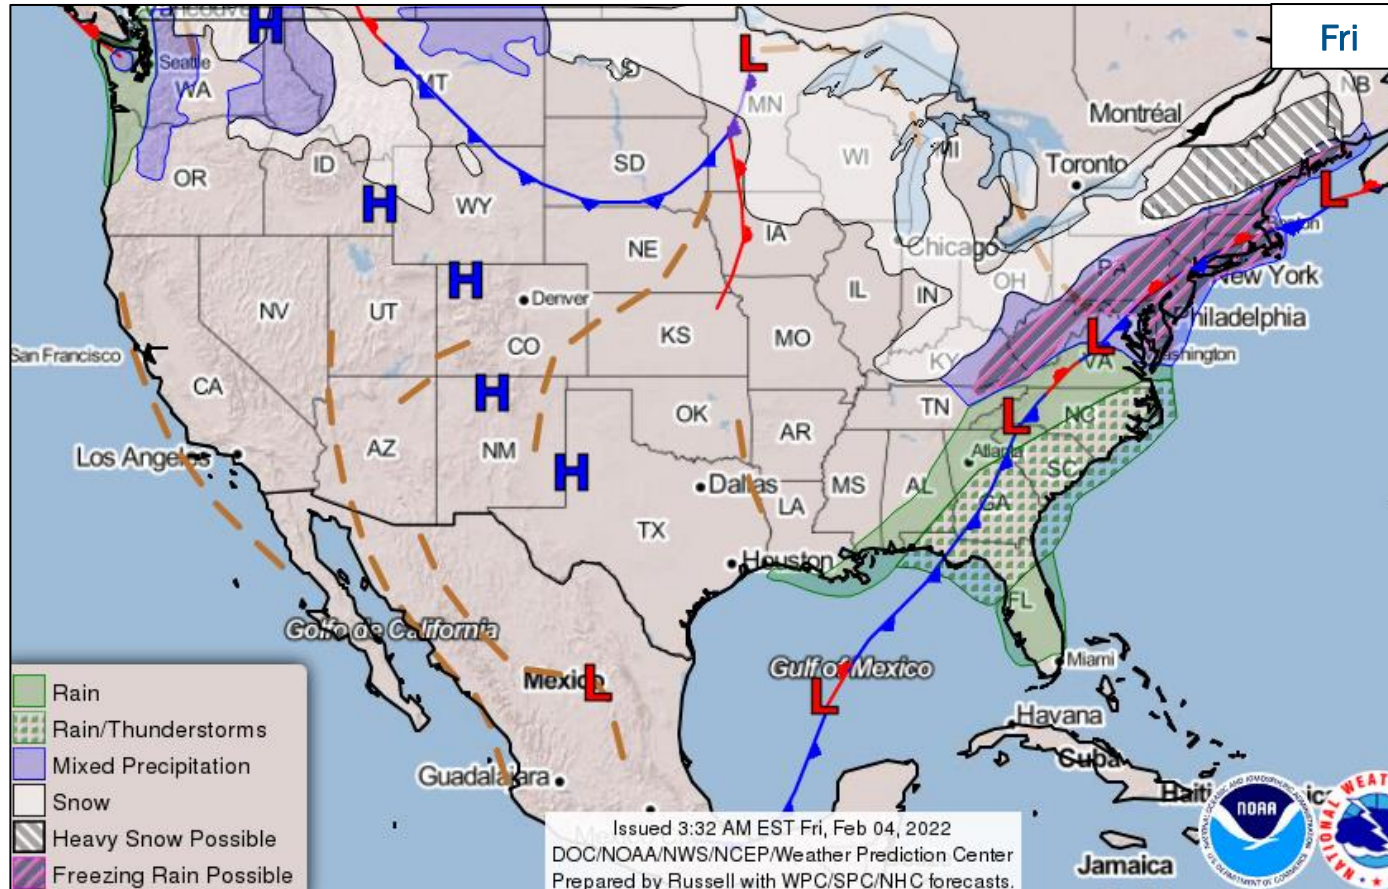 Fri
Vancouver
H
Seattle
WA
MT
L
MN
NB
Montréal
OR
ID
H
WY
SD
WI
MI
Toronto
L
NE
IA
Chicago
New York
NV
UT
H
Denver
CO
KS
MO
IL
IN
OH
PA
L
Philadelphia
Washington
San Francisco
CA
KY
VA
Los Angeles
AZ
H
NM
OK
AR
TN
L
NC
Atlanta
SC
H
Dallas
TX
LA
MS
AL
GA
Houston
FL
Golfo de California
Mexico
L
Gulf of Mexico
L
Miami
Havana
Cuba
Guadalajara
Haiti
Jamaica
Rain
Rain/Thunderstorms
Mixed Precipitation
Snow
Heavy Snow Possible
Freezing Rain Possible
Issued 3:32 AM EST Fri, Feb 04, 2022
DOC/NOAA/NWS/NCEP/Weather Prediction Center
Prepared by Russell with WPC/SPC/NHC forecasts.
NOAA
NATIONAL WEAT